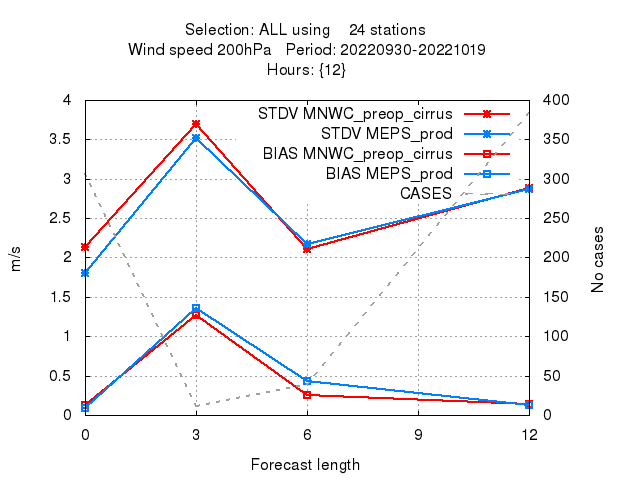 Selection: ALL using 24 stations
Wind speed 200hPa Period: 20220930-20221019
Hours: {12}
STDV MNWC_preop_cirrus
STDV MEPS_prod
BIAS MNWC_preop_cirrus
BIAS MEPS_prod
CASES
4
3.5
3
2.5
2
1.5
1
0.5
0
400
350
300
250
200
150
100
50
0
m/s
No cases
0 3 6 9 12
Forecast length